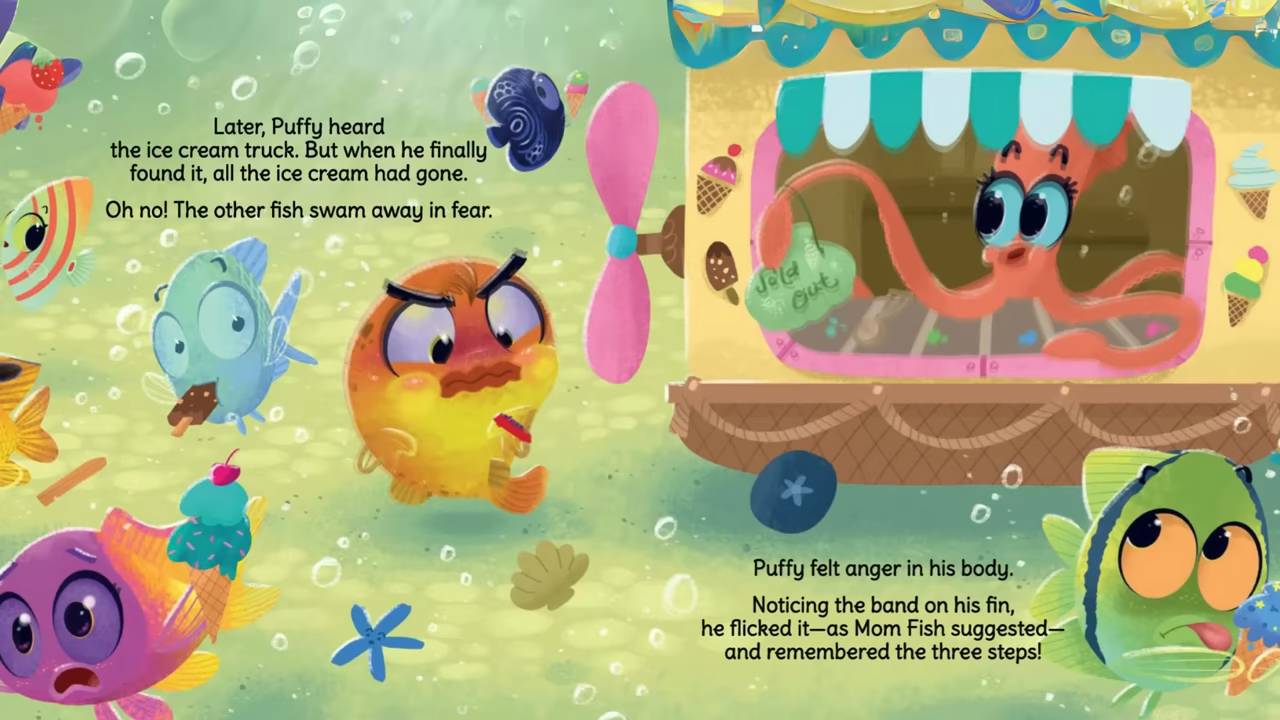 Later, Puffy heard
the ice cream truck. But when he finally
found it, all the ice cream had gone.
Oh no! The other fish swam away in fear.
Sold
Out
Puffy felt anger in his body.
Noticing the band on his fin,
he flicked it—as Mom Fish suggested—
and remembered the three steps!